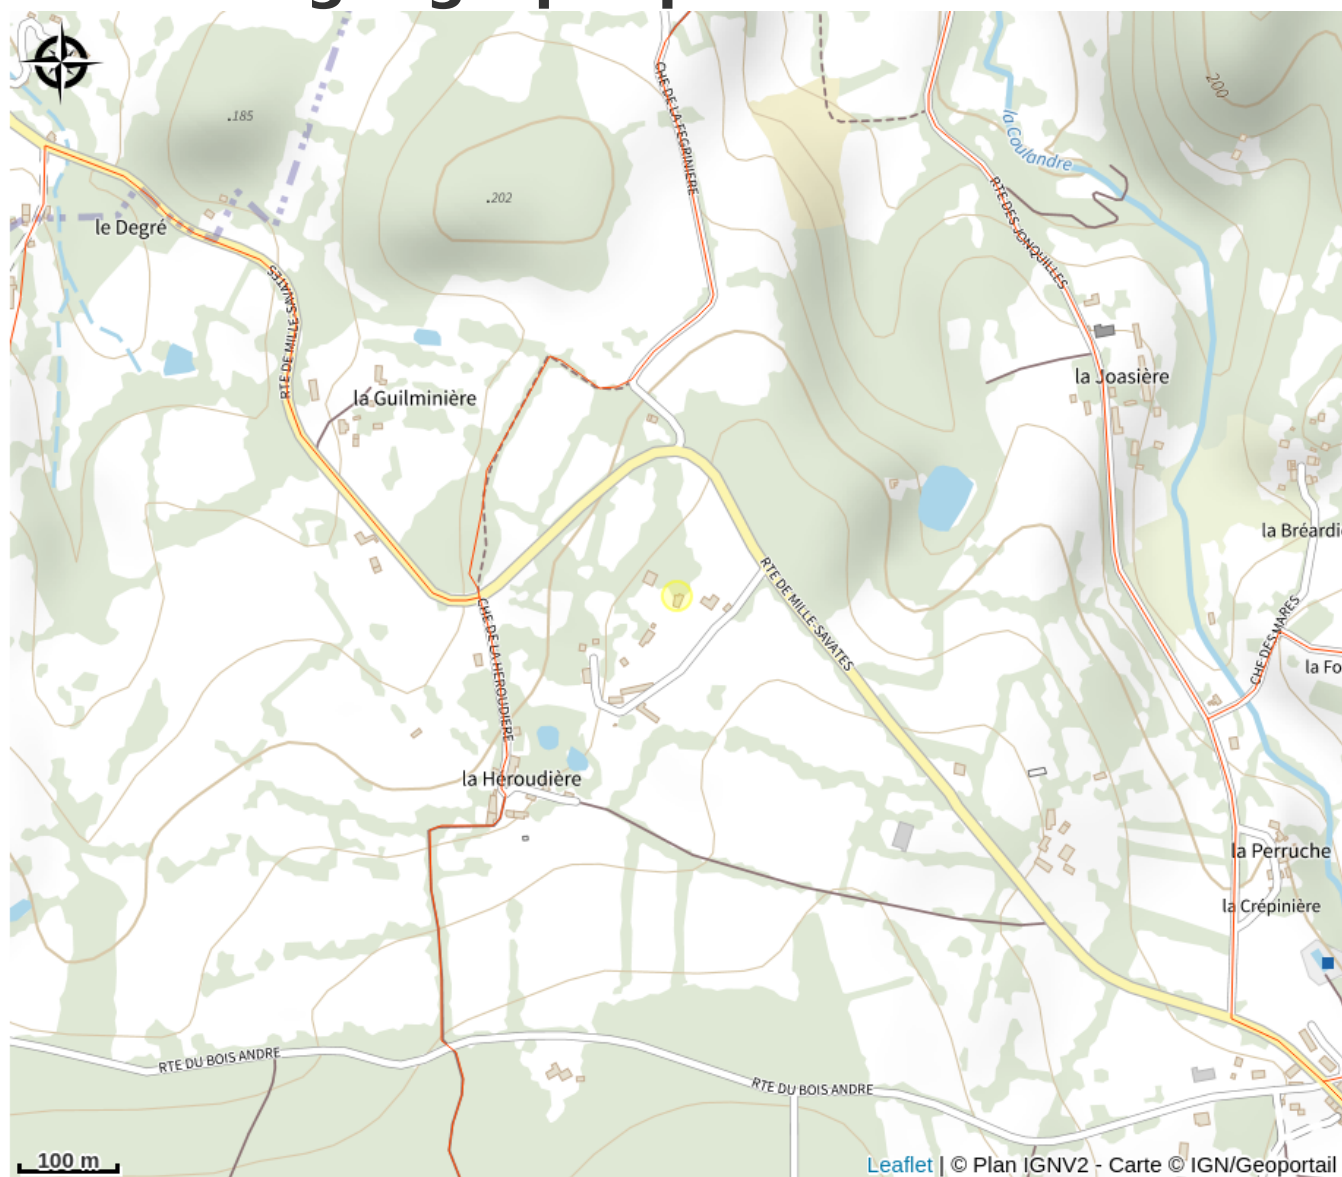 .185
.202
200
CHE DE LA FEGRINIERE
la Coulandre
RTE DES JONQUILLES
le Degré
RTE DE MILLE-SAVATES
la Guilminière
la Joasière
la Bréardi
RTE DE MILLE-SAVATES
CHE DE LA HEROUDIERE
CHE DES MARES
la Fo
la Héroudière
la Perruche
la Crépinière
RTE DU BOIS ANDRE
RTE DU BOIS ANDRE
100 m
Leaflet | © Plan IGNV2 - Carte © IGN/Geoportail